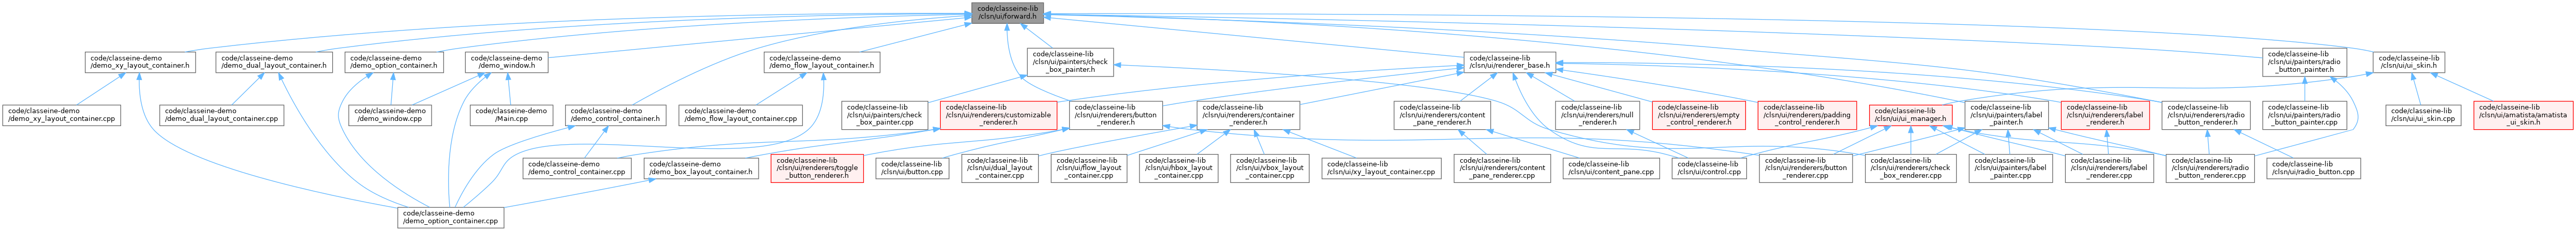 code/classeine-lib
/clsn/ui/forward.h
code/classeine-demo
/demo_xy_layout_container.h
code/classeine-demo
/demo_dual_layout_container.h
code/classeine-demo
/demo_option_container.h
code/classeine-demo
/demo_window.h
code/classeine-demo
/demo_flow_layout_container.h
code/classeine-lib
/clsn/ui/painters/check
_box_painter.h
code/classeine-lib
/clsn/ui/renderer_base.h
code/classeine-lib
/clsn/ui/painters/radio
_button_painter.h
code/classeine-lib
/clsn/ui/ui_skin.h
code/classeine-demo
/demo_xy_layout_container.cpp
code/classeine-demo
/demo_dual_layout_container.cpp
code/classeine-demo
/demo_window.cpp
code/classeine-demo
/Main.cpp
code/classeine-demo
/demo_control_container.h
code/classeine-demo
/demo_flow_layout_container.cpp
code/classeine-lib
/clsn/ui/painters/check
_box_painter.cpp
code/classeine-lib
/clsn/ui/renderers/customizable
_renderer.h
code/classeine-lib
/clsn/ui/renderers/button
_renderer.h
code/classeine-lib
/clsn/ui/renderers/container
_renderer.h
code/classeine-lib
/clsn/ui/renderers/content
_pane_renderer.h
code/classeine-lib
/clsn/ui/renderers/null
_renderer.h
code/classeine-lib
/clsn/ui/renderers/empty
_control_renderer.h
code/classeine-lib
/clsn/ui/renderers/padding
_control_renderer.h
code/classeine-lib
/clsn/ui/ui_manager.h
code/classeine-lib
/clsn/ui/painters/label
_painter.h
code/classeine-lib
/clsn/ui/renderers/label
_renderer.h
code/classeine-lib
/clsn/ui/renderers/radio
_button_renderer.h
code/classeine-lib
/clsn/ui/painters/radio
_button_painter.cpp
code/classeine-lib
/clsn/ui/ui_skin.cpp
code/classeine-lib
/clsn/ui/amatista/amatista
_ui_skin.h
code/classeine-demo
/demo_control_container.cpp
code/classeine-demo
/demo_box_layout_container.h
code/classeine-lib
/clsn/ui/renderers/toggle
_button_renderer.h
code/classeine-lib
/clsn/ui/button.cpp
code/classeine-lib
/clsn/ui/dual_layout
_container.cpp
code/classeine-lib
/clsn/ui/flow_layout
_container.cpp
code/classeine-lib
/clsn/ui/hbox_layout
_container.cpp
code/classeine-lib
/clsn/ui/vbox_layout
_container.cpp
code/classeine-lib
/clsn/ui/xy_layout_container.cpp
code/classeine-lib
/clsn/ui/renderers/content
_pane_renderer.cpp
code/classeine-lib
/clsn/ui/content_pane.cpp
code/classeine-lib
/clsn/ui/control.cpp
code/classeine-lib
/clsn/ui/renderers/button
_renderer.cpp
code/classeine-lib
/clsn/ui/renderers/check
_box_renderer.cpp
code/classeine-lib
/clsn/ui/painters/label
_painter.cpp
code/classeine-lib
/clsn/ui/renderers/label
_renderer.cpp
code/classeine-lib
/clsn/ui/renderers/radio
_button_renderer.cpp
code/classeine-lib
/clsn/ui/radio_button.cpp
code/classeine-demo
/demo_option_container.cpp